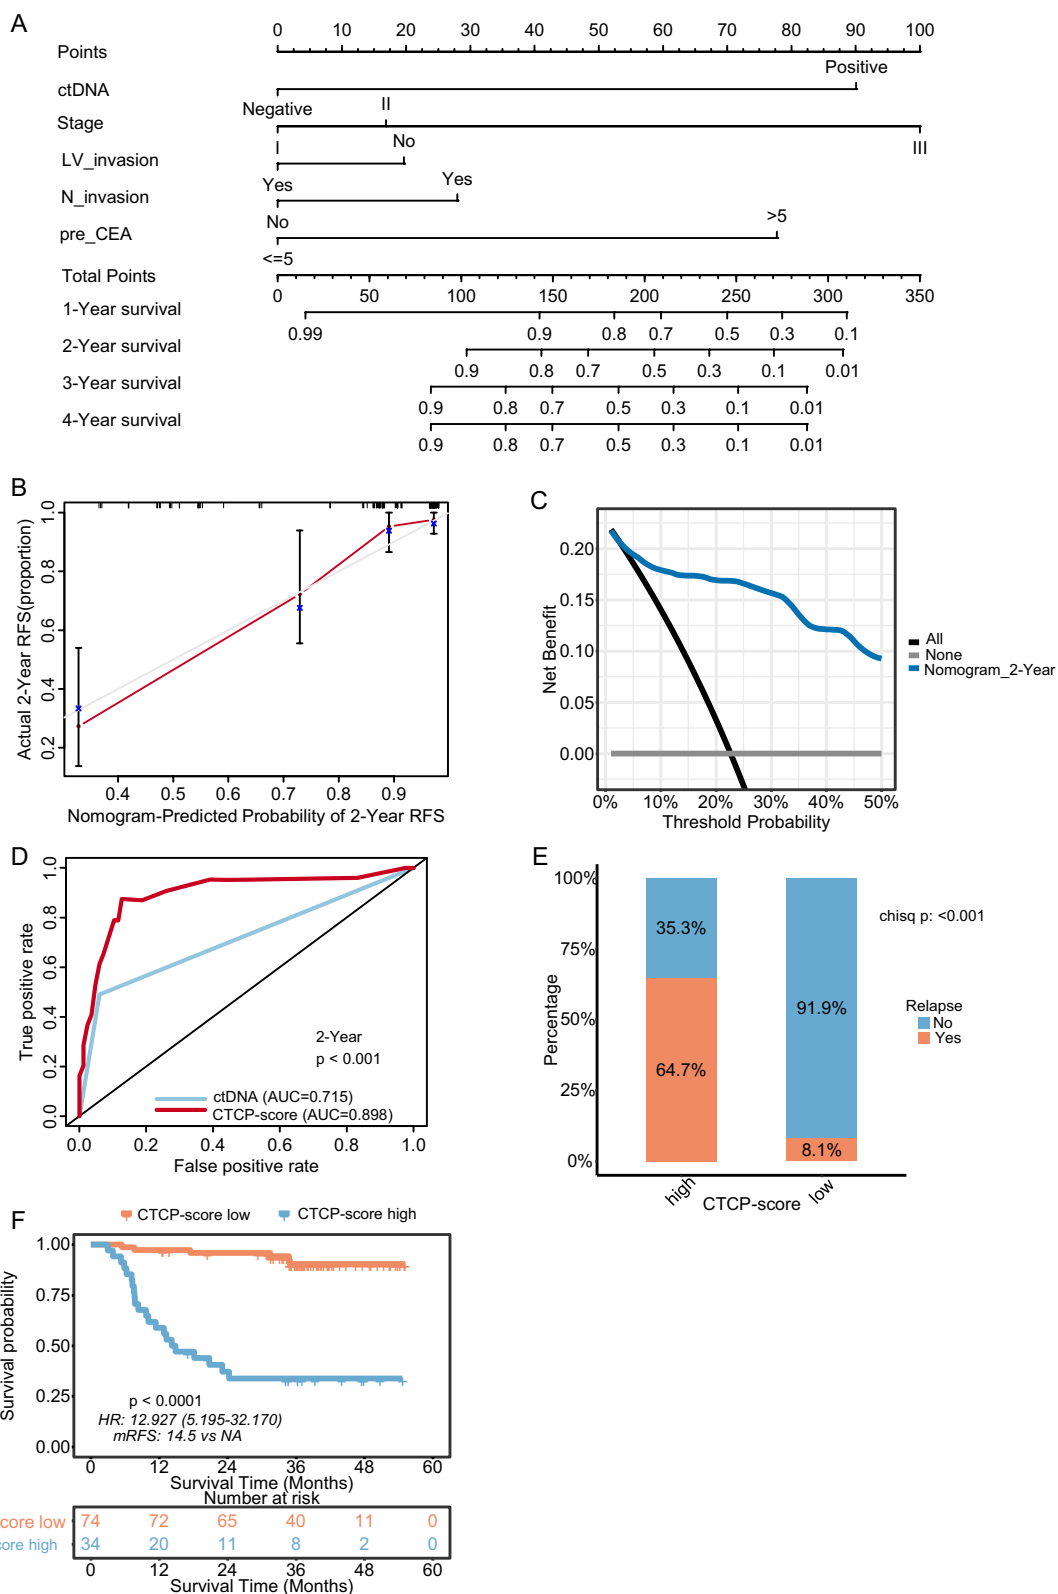 A
0 10 20 30 40 50 60 70 80 90 100
Points
Positive
ctDNA
Negative II
Stage
I No III
LV_invasion
Yes Yes
N_invasion
No >5
pre_CEA
<=5
Total Points
0 50 100 150 200 250 300 350
1-Year survival
0.99 0.9 0.8 0.7 0.5 0.3 0.1
2-Year survival
0.9 0.8 0.7 0.5 0.3 0.1 0.01
3-Year survival
0.9 0.8 0.7 0.5 0.3 0.1 0.01
4-Year survival
0.9 0.8 0.7 0.5 0.3 0.1 0.01
B
Actual 2-Year RFS(proportion)
1.0
0.8
0.6
0.4
0.2
0.4 0.5 0.6 0.7 0.8 0.9
Nomogram-Predicted Probability of 2-Year RFS
C
Net Benefit
0.20
0.15
0.10
0.05
0.00
0% 10% 20% 30% 40% 50%
Threshold Probability
All
None
Nomogram_2-Year
D
True positive rate
1.0
0.8
0.6
0.4
0.2
0.0
2-Year
p < 0.001
ctDNA (AUC=0.715)
CTCP-score (AUC=0.898)
0.0 0.2 0.4 0.6 0.8 1.0
False positive rate
E
Percentage
100%
75%
50%
25%
0%
35.3%
64.7%
91.9%
8.1%
chisq p: <0.001
Relapse
No
Yes
high low
CTCP-score
F
CTCP-score low CTCP-score high
Survival probability
1.00
0.75
0.50
0.25
0.00
p < 0.0001
HR: 12.927 (5.195-32.170)
mRFS: 14.5 vs NA
0 12 24 36 48 60
Survival Time (Months)
Number at risk
core low 74 72 65 40 11 0
ore high 34 20 11 8 2 0
0 12 24 36 48 60
Survival Time (Months)